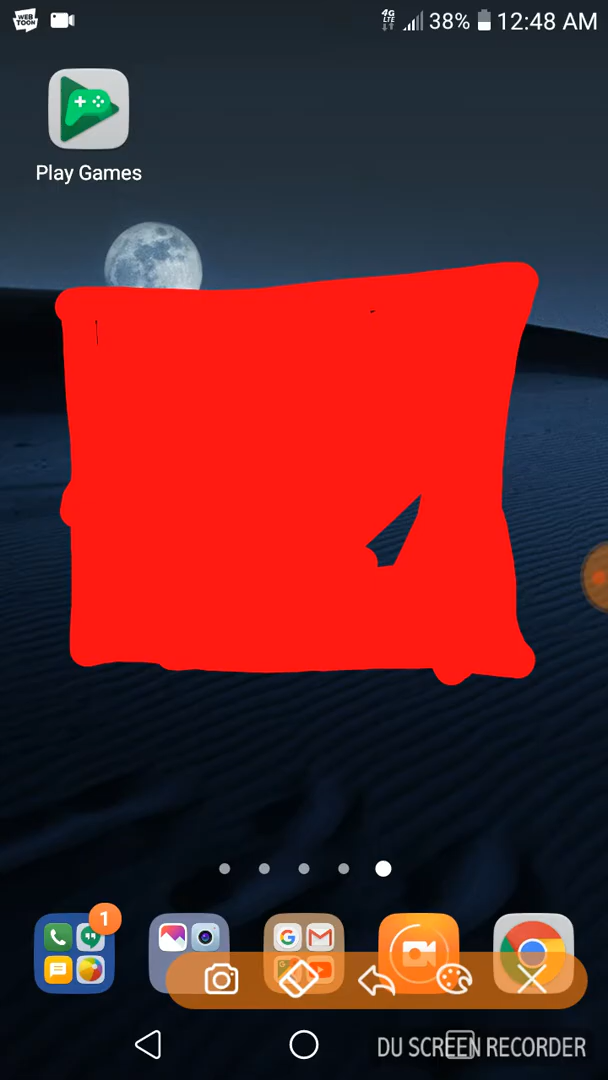 WEB
TOON
4G
LTE
38%
12:48 AM
Play Games
1
G
DU SCREEN RECORDER